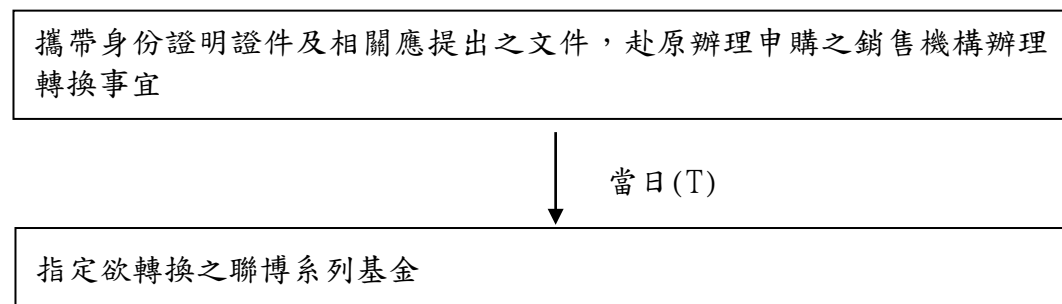 攜帶身份證明證件及相關應提出之文件，赴原辦理申購之銷售機構辦理
轉換事宜
當日(T)
指定欲轉換之聯博系列基金